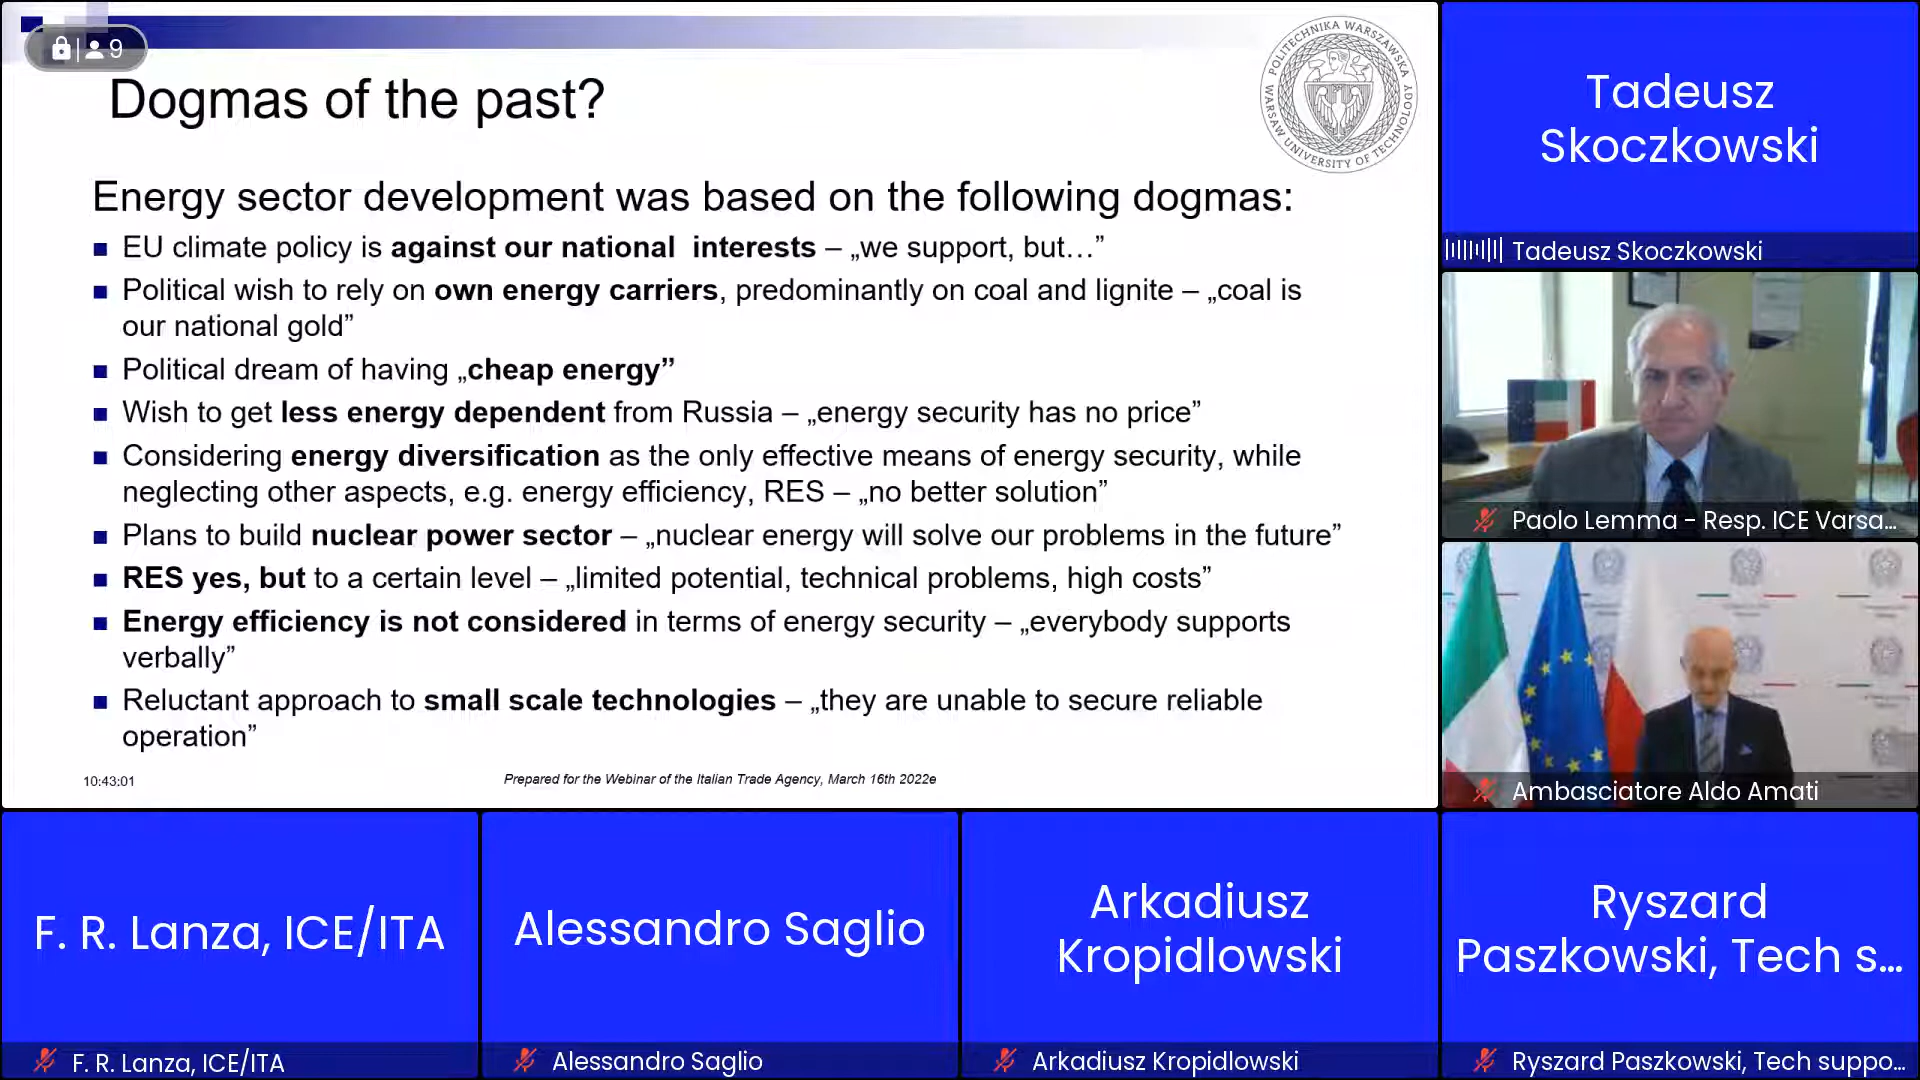 9
Dogmas of the past?
POLITECHNIKA WARSZAWSKA
WARSAW UNIVERSITY OF TECHNOLOGY
Energy sector development was based on the following dogmas:
EU climate policy is against our national  interests – „we support, but…”
Political wish to rely on own energy carriers, predominantly on coal and lignite – „coal is
our national gold”
Political dream of having „cheap energy”
Wish to get less energy dependent from Russia – „energy security has no price”
Considering energy diversification as the only effective means of energy security, while
neglecting other aspects, e.g. energy efficiency, RES – „no better solution”
Plans to build nuclear power sector – „nuclear energy will solve our problems in the future”
RES yes, but to a certain level – „limited potential, technical problems, high costs”
Energy efficiency is not considered in terms of energy security – „everybody supports
verbally”
Reluctant approach to small scale technologies – „they are unable to secure reliable
operation”
10:43:01
Prepared for the Webinar of the Italian Trade Agency, March 16th 2022e
Tadeusz
Skoczkowski
Tadeusz Skoczkowski
Paolo Lemma - Resp. ICE Varsa...
Ambasciatore Aldo Amati
F. R. Lanza, ICE/ITA
F. R. Lanza, ICE/ITA
Alessandro Saglio
Alessandro Saglio
Arkadiusz
Kropidlowski
Arkadiusz Kropidlowski
Ryszard
Paszkowski, Tech s...
Ryszard Paszkowski, Tech suppo...